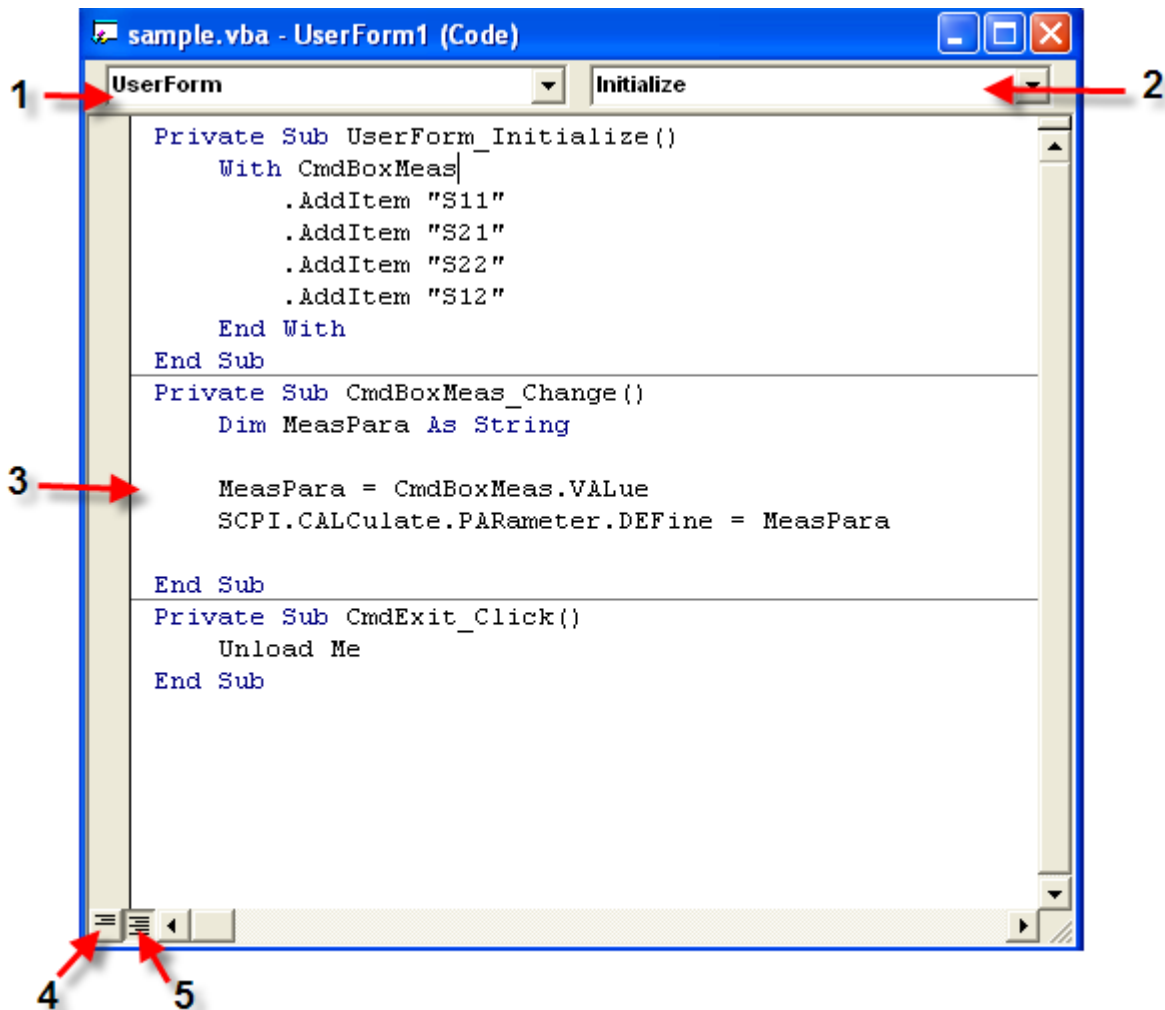 sample.vba - UserForm1 (Code)
1
UserForm
Initialize
2
Private Sub UserForm_Initialize()
    With CmdBoxMeas
        .AddItem "S11"
        .AddItem "S21"
        .AddItem "S22"
        .AddItem "S12"
    End With
End Sub
Private Sub CmdBoxMeas_Change()
    Dim MeasPara As String
3
    MeasPara = CmdBoxMeas.VALue
    SCPI.CALCulate.PARameter.DEFine = MeasPara
End Sub
Private Sub CmdExit_Click()
    Unload Me
End Sub
4
5